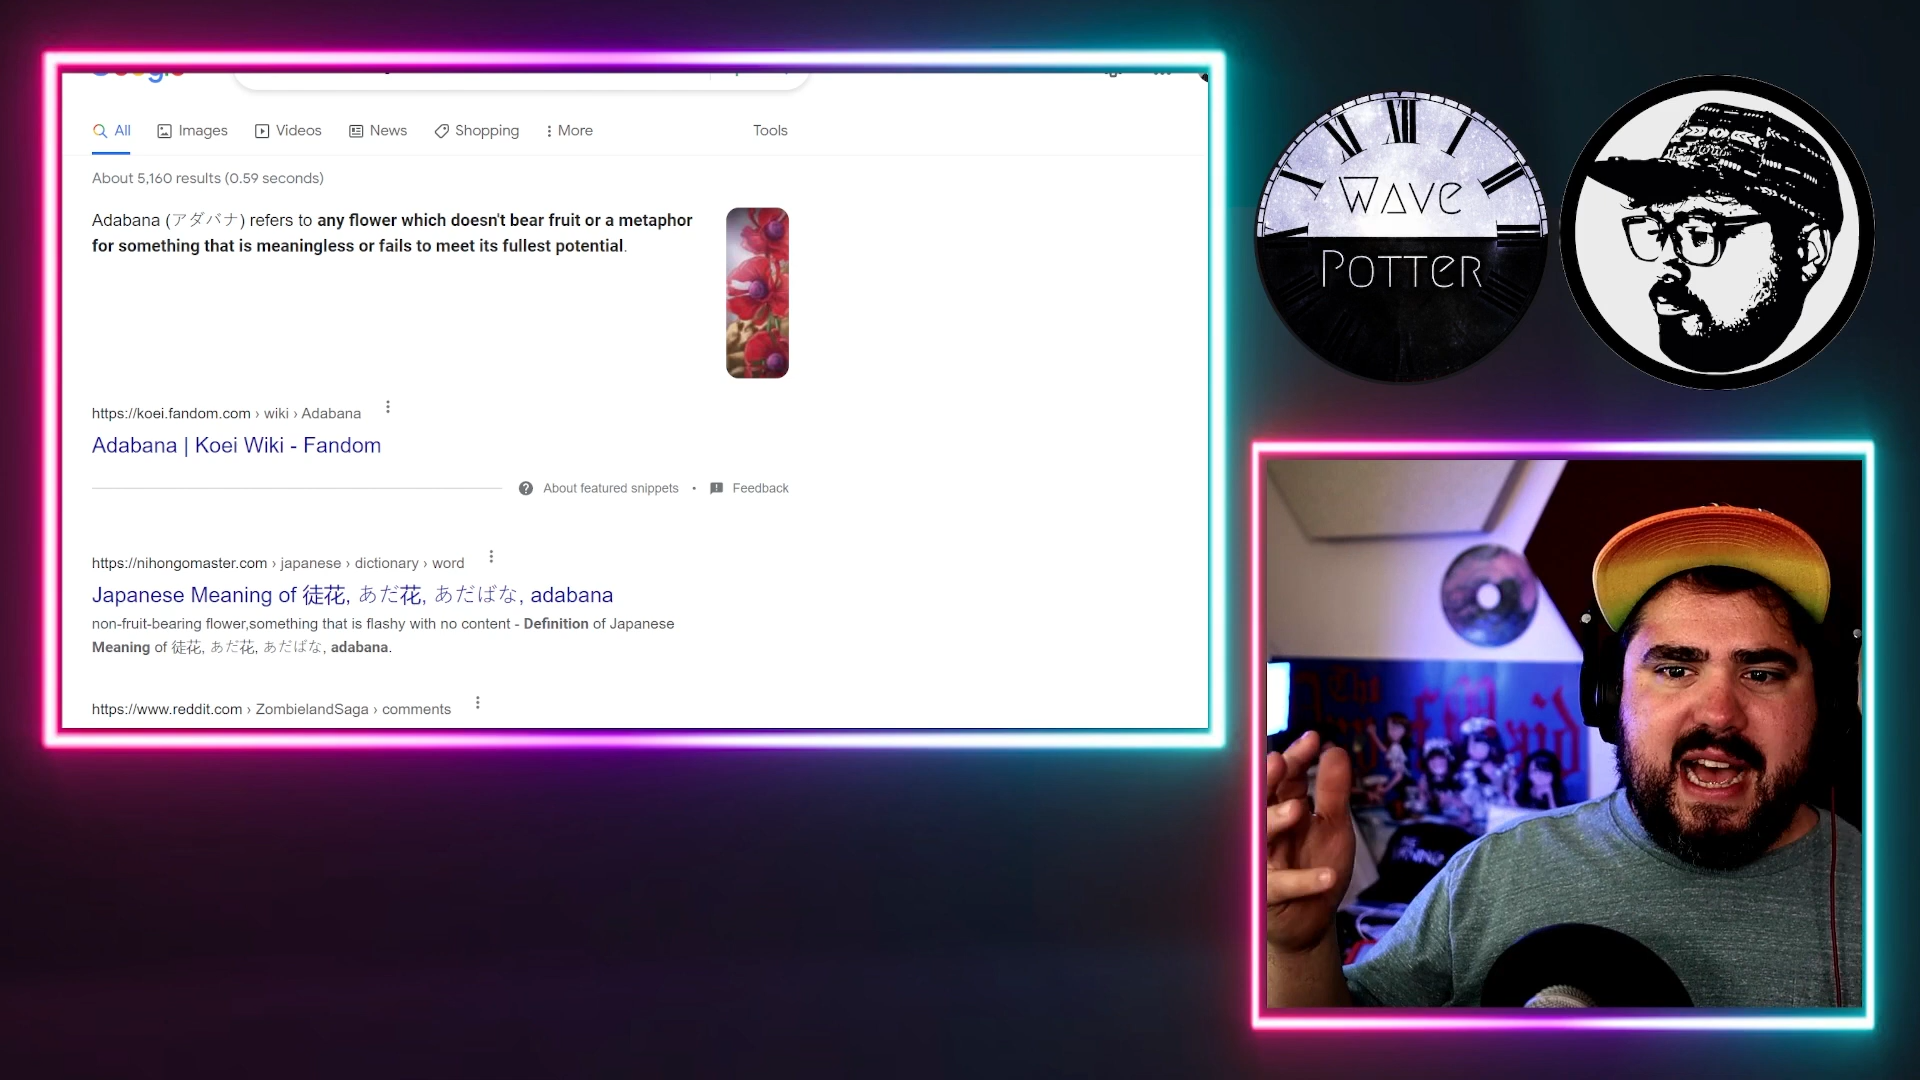 All
Images
Videos
News
Shopping
More
Tools
About 5,160 results (0.59 seconds)
Adabana (アダバナ) refers to any flower which doesn't bear fruit or a metaphor
for something that is meaningless or fails to meet its fullest potential.
https://koei.fandom.com › wiki › Adabana
Adabana | Koei Wiki - Fandom
About featured snippets • Feedback
https://nihongomaster.com › japanese › dictionary › word
Japanese Meaning of 徒花, あだ花, あだばな, adabana
non-fruit-bearing flower,something that is flashy with no content - Definition of Japanese
Meaning of 徒花, あだ花, あだばな, adabana.
https://www.reddit.com › ZombielandSaga › comments
WAVE
POTTER